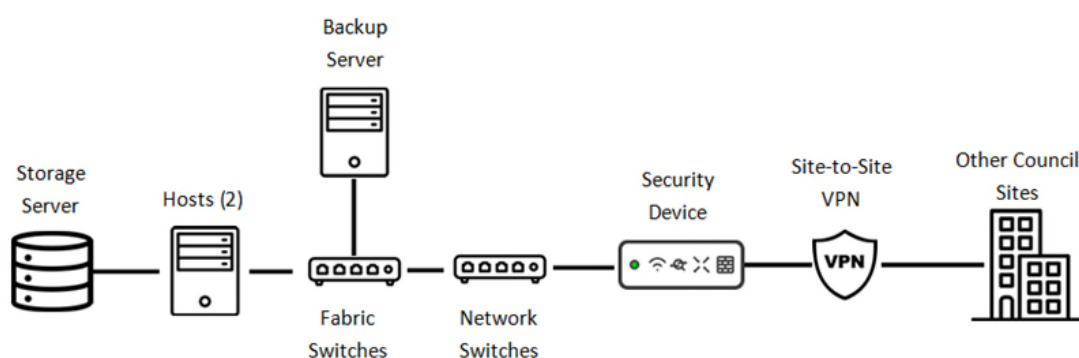 Backup
Server
Storage
Server
Hosts (2)
Security
Device
Site-to-Site
VPN
Other Council
Sites
VPN
Fabric
Switches
Network
Switches